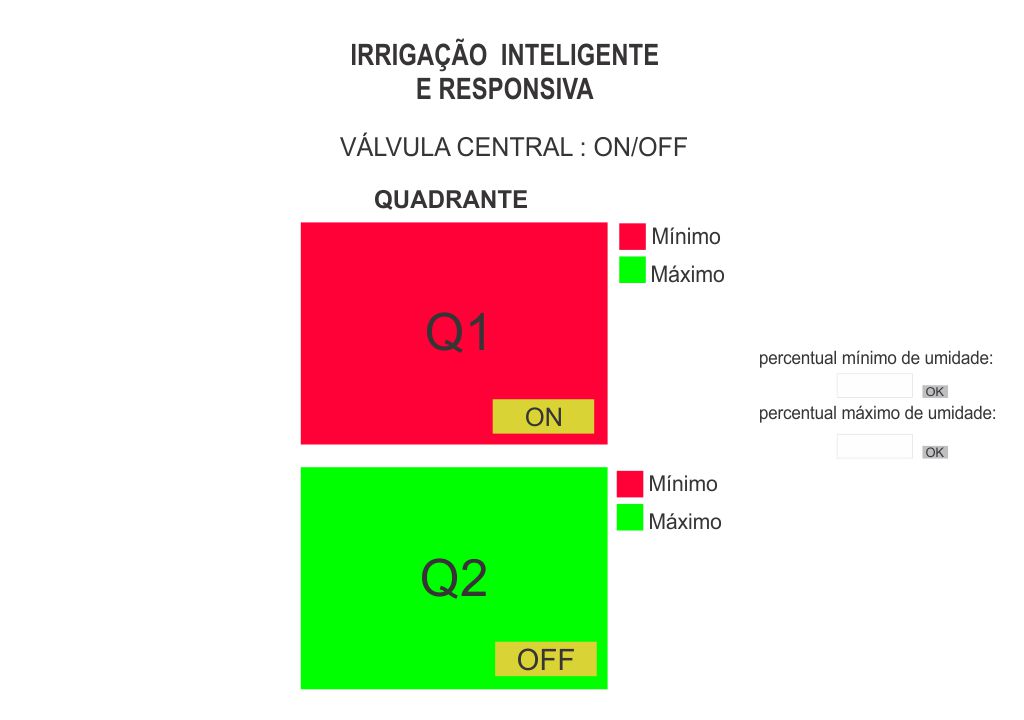 IRRIGAÇÃO INTELIGENTE
E RESPONSIVA
VÁLVULA CENTRAL : ON/OFF
QUADRANTE
Q1
ON
Mínimo
Máximo
percentual mínimo de umidade:
OK
percentual máximo de umidade:
OK
Q2
OFF
Mínimo
Máximo